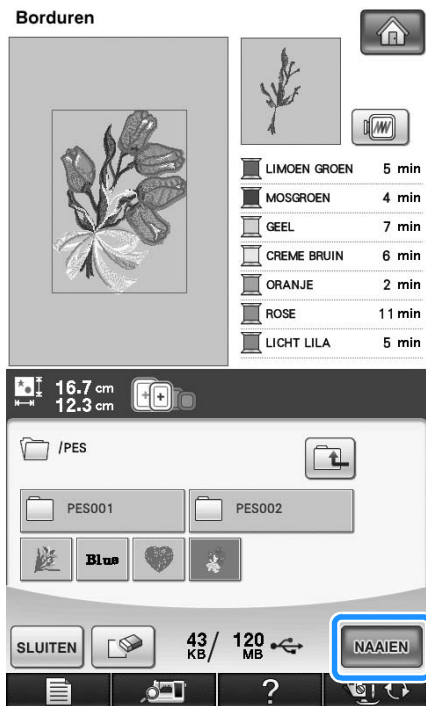 Borduren
LIMOEN GROEN 5 min
MOSGROEN 4 min
GEEL 7 min
CREME BRUIN 6 min
ORANJE 2 min
ROSE 11 min
LICHT LILA 5 min
16.7 cm
12.3 cm
/PES
PES001 PES002
Blue
SLUITEN 43 KB/ 120 MB NAAIEN
?